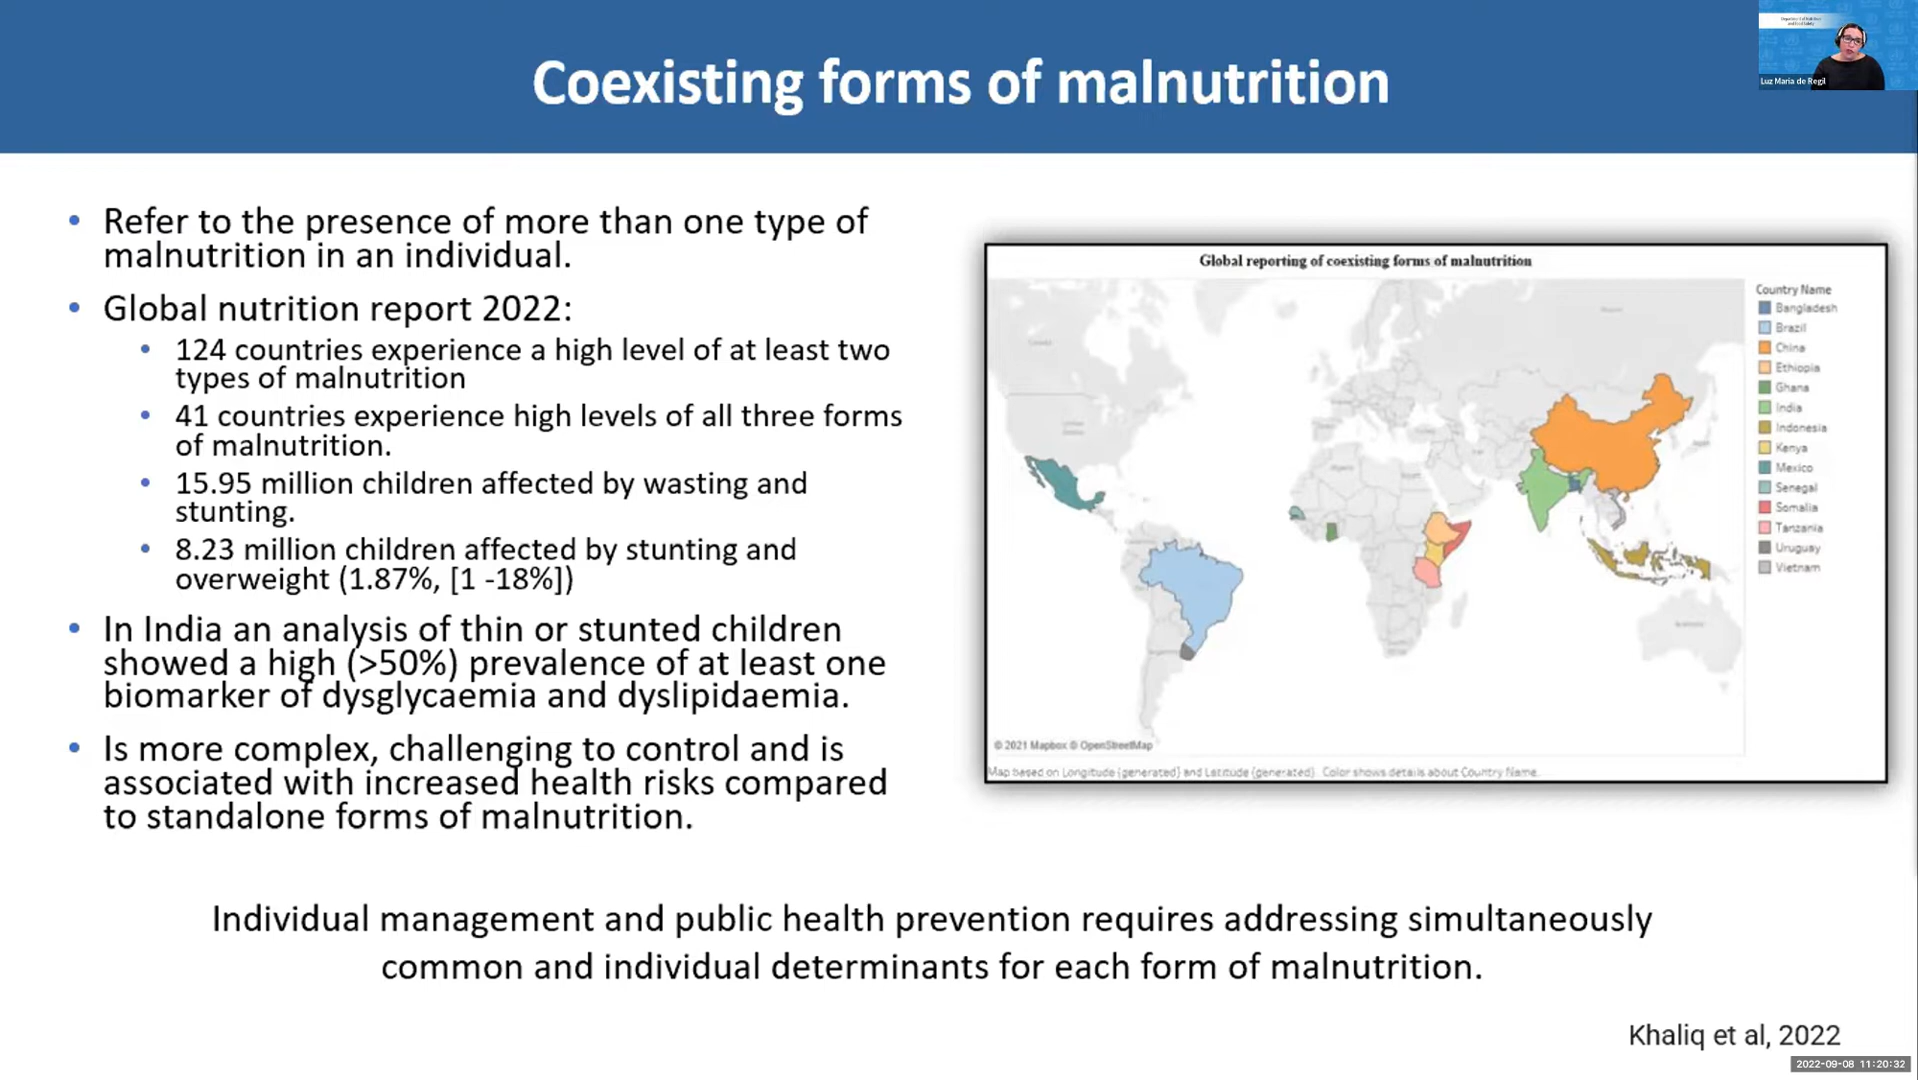 Coexisting forms of malnutrition
Luz Maria de Regil
• Refer to the presence of more than one type of
malnutrition in an individual.
• Global nutrition report 2022:
• 124 countries experience a high level of at least two
types of malnutrition
• 41 countries experience high levels of all three forms
of malnutrition.
• 15.95 million children affected by wasting and
stunting.
• 8.23 million children affected by stunting and
overweight (1.87%, [1 -18%])
• In India an analysis of thin or stunted children
showed a high (>50%) prevalence of at least one
biomarker of dysglycaemia and dyslipidaemia.
• Is more complex, challenging to control and is
associated with increased health risks compared
to standalone forms of malnutrition.
Global reporting of coexisting forms of malnutrition
Country Name
Bangladesh
Brazil
China
Ethiopia
Ghana
India
Indonesia
Kenya
Mexico
Senegal
Somalia
Tanzania
Uruguay
Vietnam
© 2021 Mapbox © OpenStreetMap
Map based on Longitude (generated) and Latitude (generated). Color shows details about Country Name.
Individual management and public health prevention requires addressing simultaneously
common and individual determinants for each form of malnutrition.
Khaliq et al, 2022
2022-09-08 11:20:32